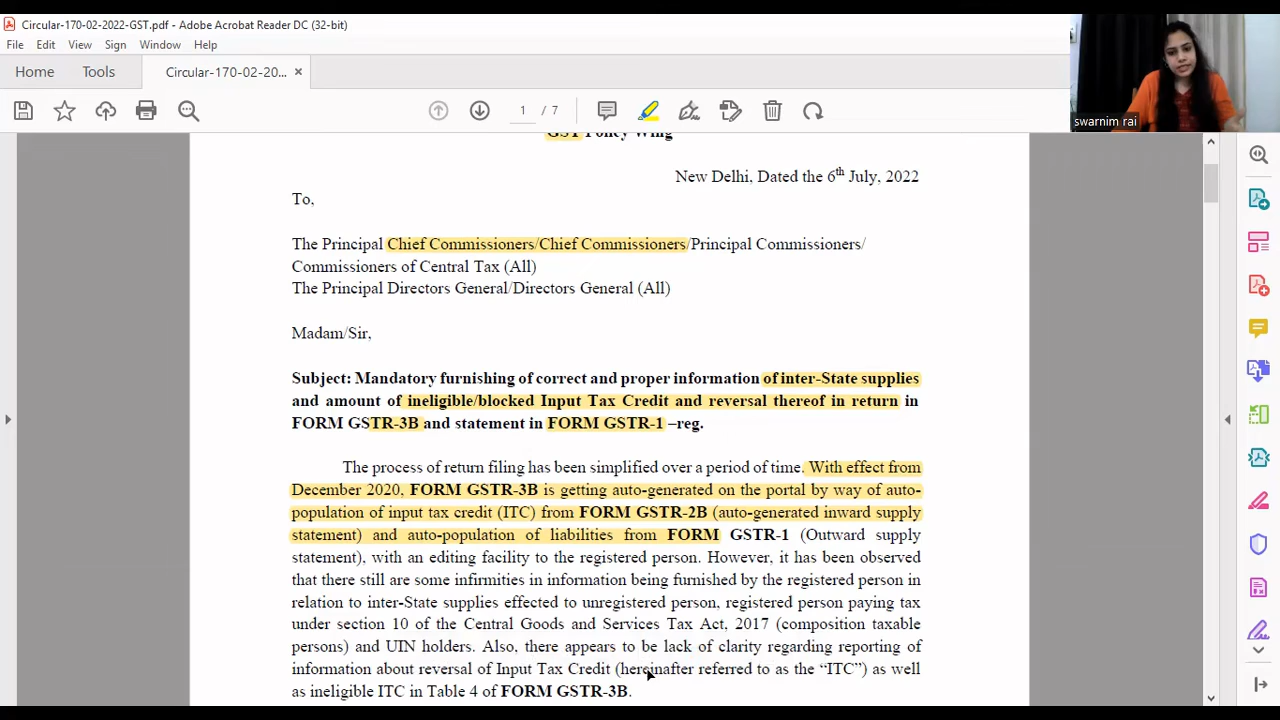 Circular-170-02-2022-GST.pdf - Adobe Acrobat Reader DC (32-bit)
File Edit View Sign Window Help
Home Tools Circular-170-02-20... ×
1 / 7
swarnim rai
GST Policy Wing
New Delhi, Dated the 6th July, 2022
To,
The Principal Chief Commissioners/Chief Commissioners/Principal Commissioners/
Commissioners of Central Tax (All)
The Principal Directors General/Directors General (All)
Madam/Sir,
Subject: Mandatory furnishing of correct and proper information of inter-State supplies
and amount of ineligible/blocked Input Tax Credit and reversal thereof in return in
FORM GSTR-3B and statement in FORM GSTR-1 –reg.
The process of return filing has been simplified over a period of time. With effect from
December 2020, FORM GSTR-3B is getting auto-generated on the portal by way of auto-
population of input tax credit (ITC) from FORM GSTR-2B (auto-generated inward supply
statement) and auto-population of liabilities from FORM GSTR-1 (Outward supply
statement), with an editing facility to the registered person. However, it has been observed
that there still are some infirmities in information being furnished by the registered person in
relation to inter-State supplies effected to unregistered person, registered person paying tax
under section 10 of the Central Goods and Services Tax Act, 2017 (composition taxable
persons) and UIN holders. Also, there appears to be lack of clarity regarding reporting of
information about reversal of Input Tax Credit (hereinafter referred to as the “ITC”) as well
as ineligible ITC in Table 4 of FORM GSTR-3B.